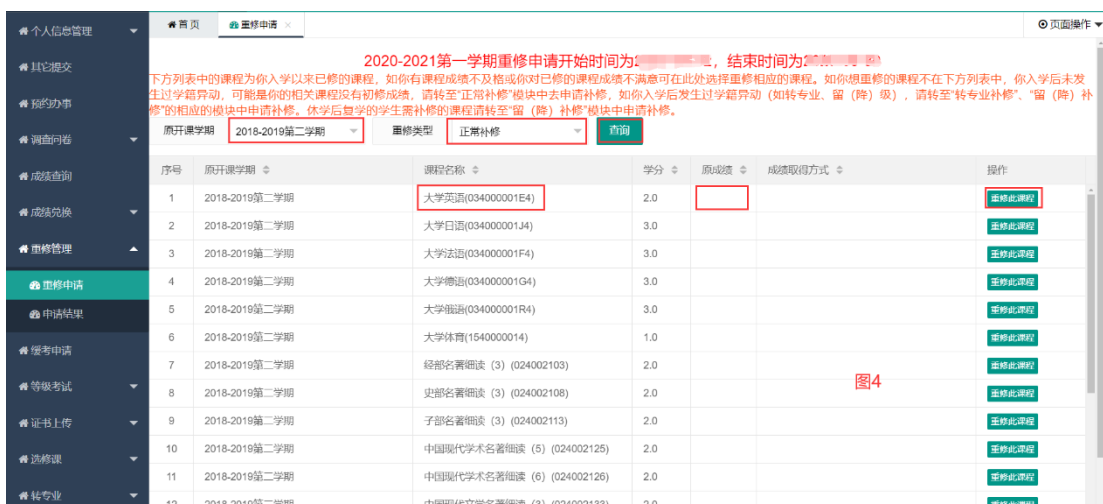 个人信息管理
首页 重修申请 页面操作
其它提交
预约办事
调查问卷
成绩查询
成绩兑换
重修管理
重修申请
申请结果
缓考申请
等级考试
证书上传
选修课
转专业
2020-2021第一学期重修申请开始时间为2 ，结束时间为2
下方列表中的课程为你入学以来已修的课程，如你有课程成绩不及格或你对已修的课程成绩不满意可在此处选择重修相应的课程。如你想重修的课程不在下方列表中，你入学后未发
生过学籍异动，可能是你的相关课程没有初修成绩，请转至"正常补修"模块中去申请补修，如你入学后发生过学籍异动（如转专业、留（降）级），请转至"转专业补修"、"留（降）补
修"的相应的模块中申请补修。休学后复学的学生需补修的课程请转至"留（降）补修"模块中申请补修。
原开课学期 2018-2019第二学期 重修类型 正常补修 查询
序号 原开课学期 课程名称 学分 原成绩 成绩取得方式 操作
1 2018-2019第二学期 大学英语(034000001E4) 2.0 重修此课程
2 2018-2019第二学期 大学日语(034000001J4) 3.0 重修此课程
3 2018-2019第二学期 大学法语(034000001F4) 3.0 重修此课程
4 2018-2019第二学期 大学德语(034000001G4) 3.0 重修此课程
5 2018-2019第二学期 大学俄语(034000001R4) 3.0 重修此课程
6 2018-2019第二学期 大学体育(1540000014) 1.0 重修此课程
7 2018-2019第二学期 经部名著细读（3）(024002103) 2.0 重修此课程
图4
8 2018-2019第二学期 史部名著细读（3）(024002108) 2.0 重修此课程
9 2018-2019第二学期 子部名著细读（3）(024002113) 2.0 重修此课程
10 2018-2019第二学期 中国现代学术名著细读（5）(024002125) 2.0 重修此课程
11 2018-2019第二学期 中国现代学术名著细读（6）(024002126) 2.0 重修此课程